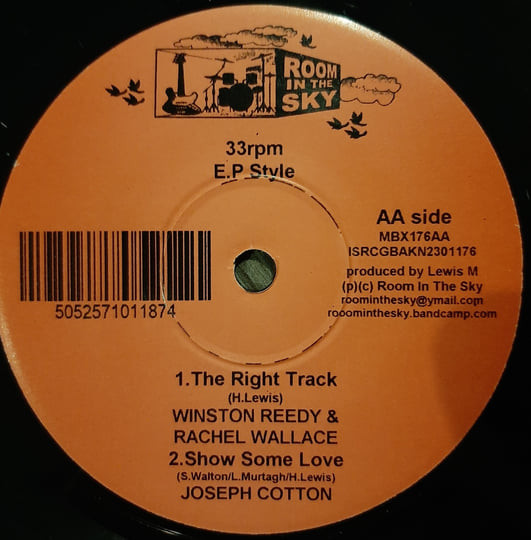 ROOM
IN THE
SKY
33rpm
E.P Style
AA side
MBX176AA
ISRCGBAKN2301176
produced by Lewis M
(p)(c) Room In The Sky
roominthesky@ymail.com
rooominthesky.bandcamp.com
5052571011874
1.The Right Track
(H.Lewis)
WINSTON REEDY &
RACHEL WALLACE
2.Show Some Love
(S.Walton/L.Murtagh/H.Lewis)
JOSEPH COTTON